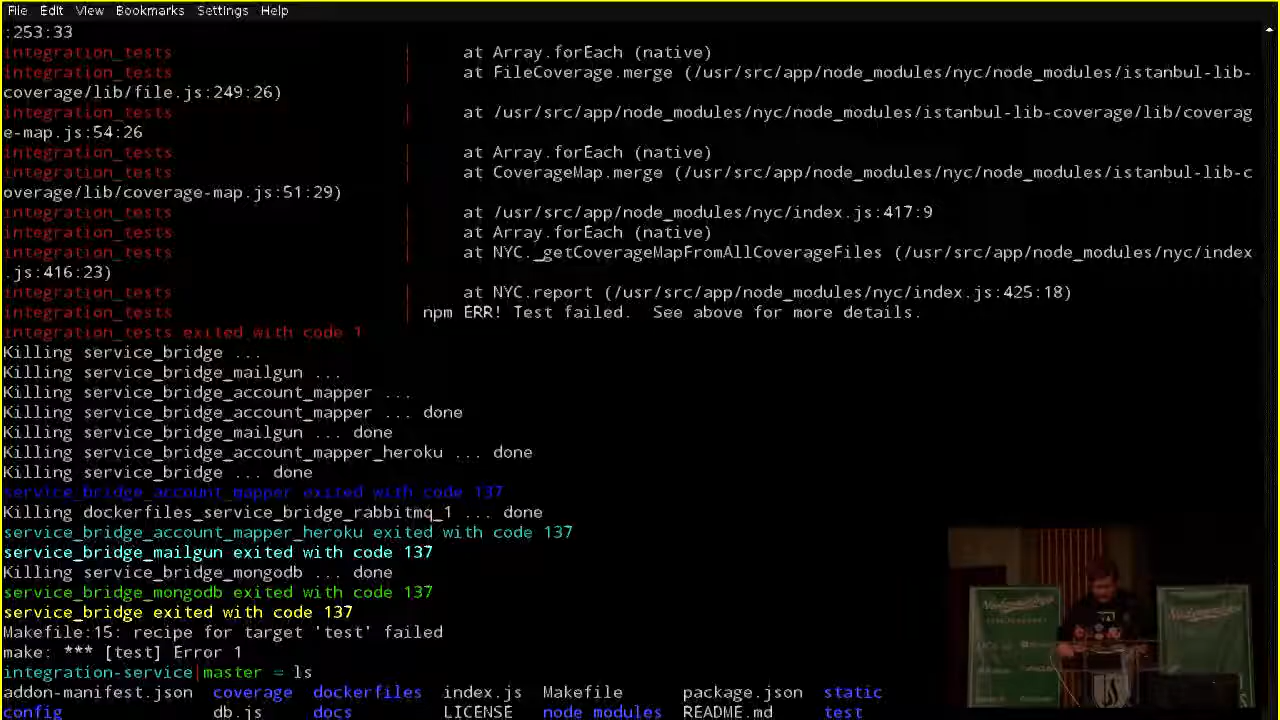 File Edit View Bookmarks Settings Help
:253:33
integration_tests | at Array.forEach (native)
integration_tests | at FileCoverage.merge (/usr/src/app/node_modules/nyc/node_modules/istanbul-lib-
coverage/lib/file.js:249:26)
integration_tests | at /usr/src/app/node_modules/nyc/node_modules/istanbul-lib-coverage/lib/coverag
e-map.js:54:26
integration_tests | at Array.forEach (native)
integration_tests | at CoverageMap.merge (/usr/src/app/node_modules/nyc/node_modules/istanbul-lib-c
overage/lib/coverage-map.js:51:29)
integration_tests | at /usr/src/app/node_modules/nyc/index.js:417:9
integration_tests | at Array.forEach (native)
integration_tests | at NYC._getCoverageMapFromAllCoverageFiles (/usr/src/app/node_modules/nyc/index
.js:416:23)
integration_tests | at NYC.report (/usr/src/app/node_modules/nyc/index.js:425:18)
integration_tests | npm ERR! Test failed.  See above for more details.
integration_tests exited with code 1
Killing service_bridge ...
Killing service_bridge_mailgun ...
Killing service_bridge_account_mapper ...
Killing service_bridge_account_mapper ... done
Killing service_bridge_mailgun ... done
Killing service_bridge_account_mapper_heroku ... done
Killing service_bridge ... done
service_bridge_account_mapper exited with code 137
Killing dockerfiles_service_bridge_rabbitmq_1 ... done
service_bridge_account_mapper_heroku exited with code 137
service_bridge_mailgun exited with code 137
Killing service_bridge_mongodb ... done
service_bridge_mongodb exited with code 137
service_bridge exited with code 137
Makefile:15: recipe for target 'test' failed
make: *** [test] Error 1
integration-service|master = ls
addon-manifest.json coverage dockerfiles index.js Makefile package.json static
config db.js docs LICENSE node_modules README.md test